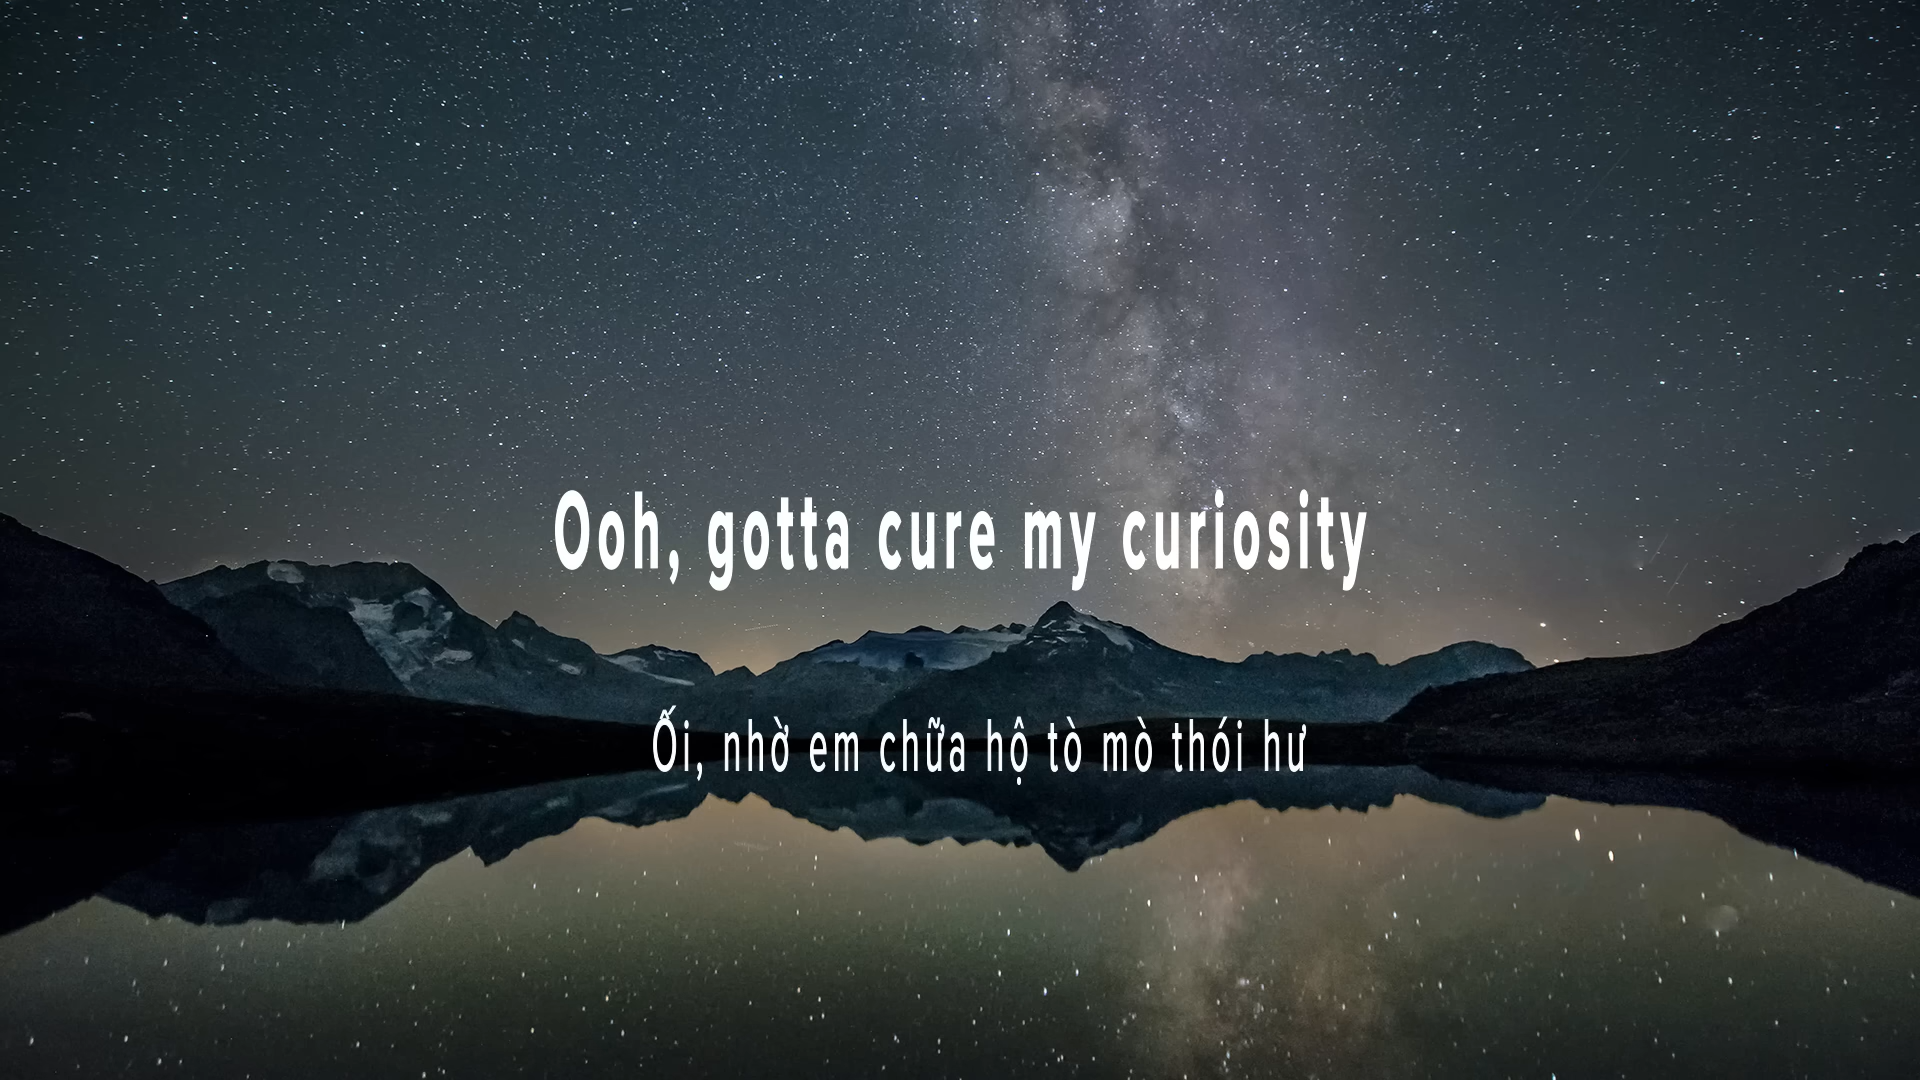 Ooh, gotta cure my curiosity
Ối, nhờ em chữa hộ tò mò thói hư